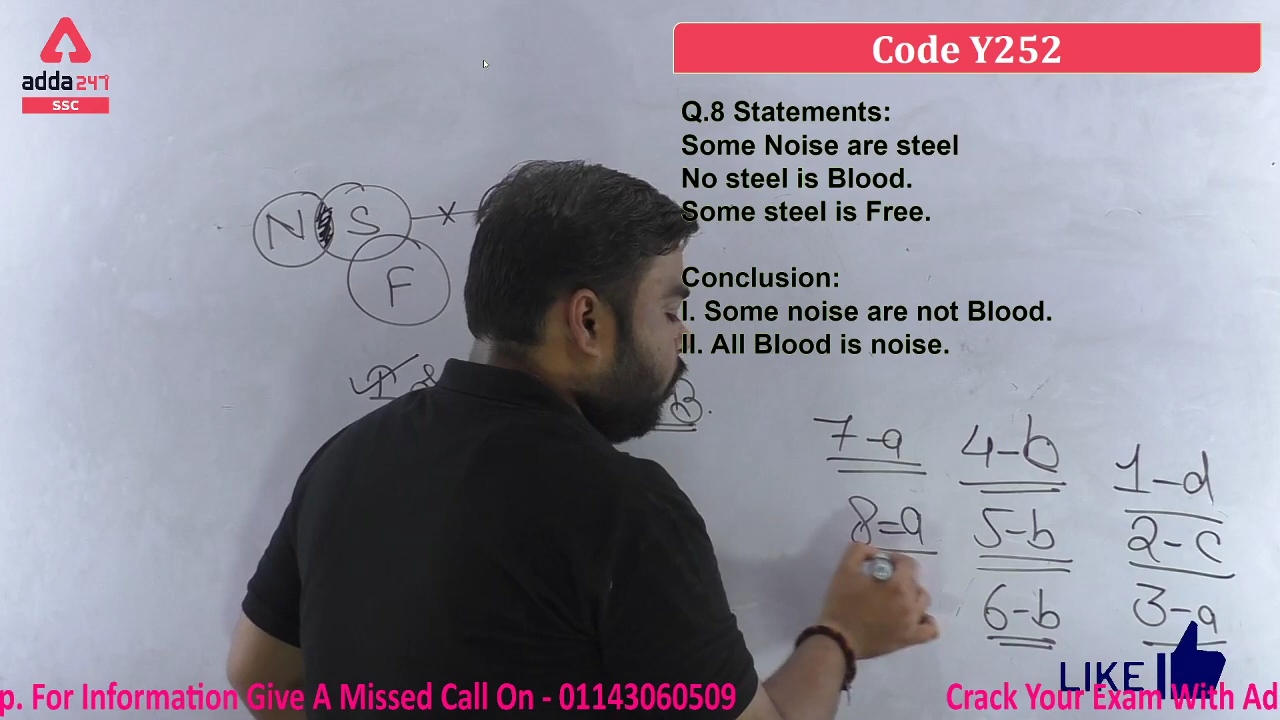 adda247
SSC
Code Y252
Q.8 Statements:
Some Noise are steel
No steel is Blood.
Some steel is Free.
Conclusion:
I. Some noise are not Blood.
II. All Blood is noise.
N S
F
B.
7-a
8=a
4-b
5-b
6-b
1-d
2-c
3-a
LIKE
p. For Information Give A Missed Call On - 01143060509
Crack Your Exam With Ad